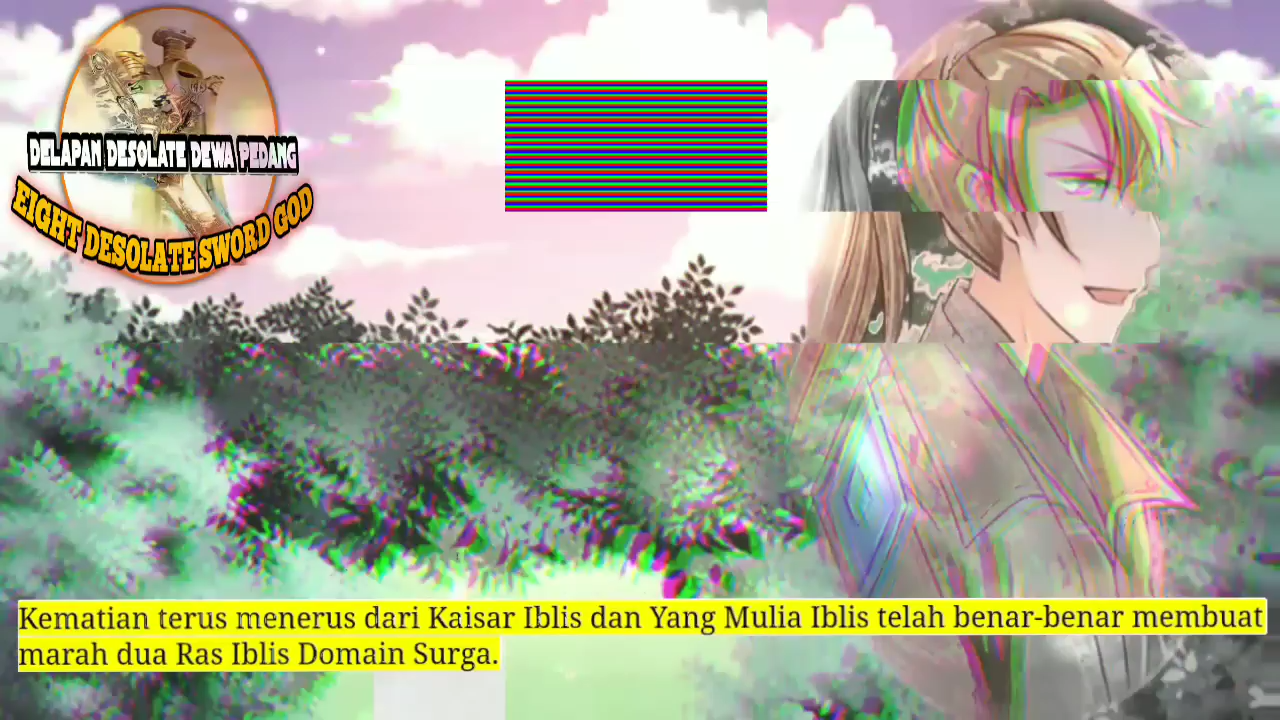 DELAPAN DESOLATE DEWA PEDANG
EIGHT DESOLATE SWORD GOD
Kematian terus menerus dari Kaisar Iblis dan Yang Mulia Iblis telah benar-benar membuat
marah dua Ras Iblis Domain Surga.